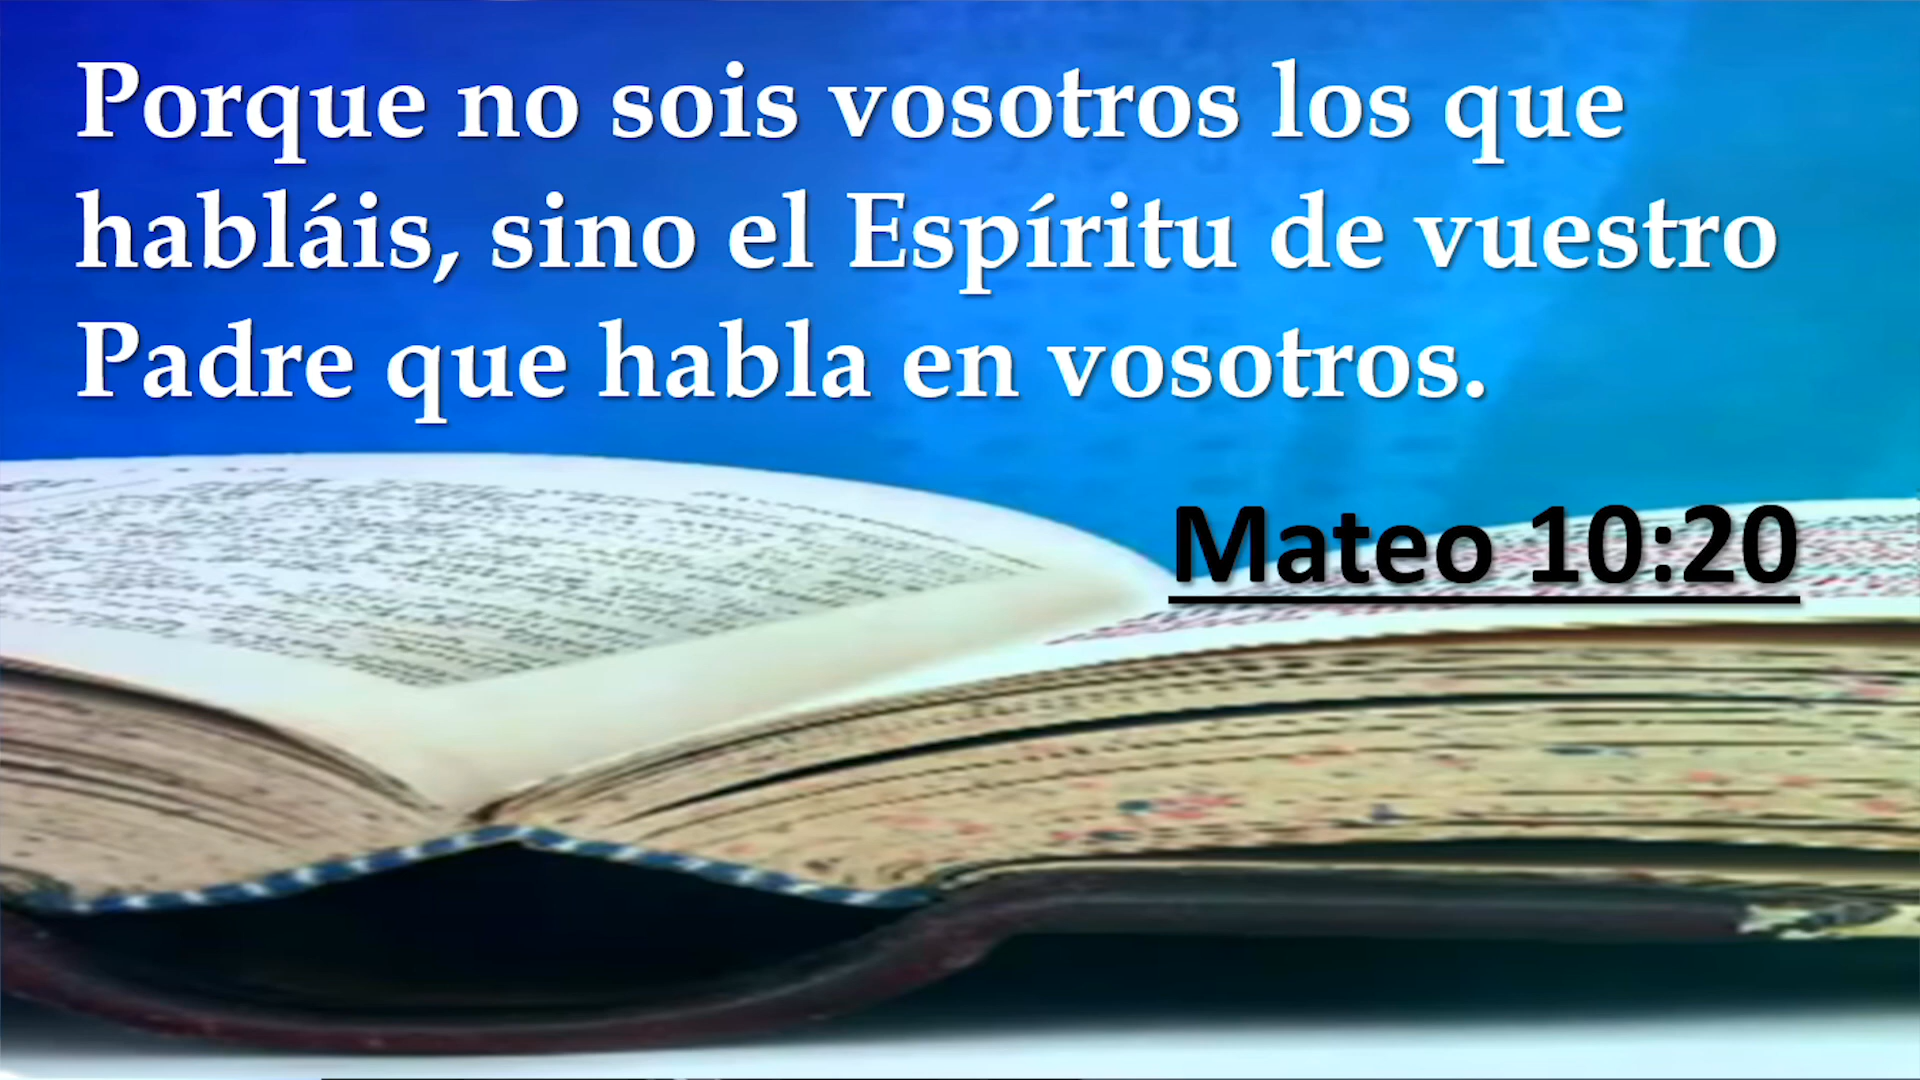 Porque no sois vosotros los que
habláis, sino el Espíritu de vuestro
Padre que habla en vosotros.
Mateo 10:20